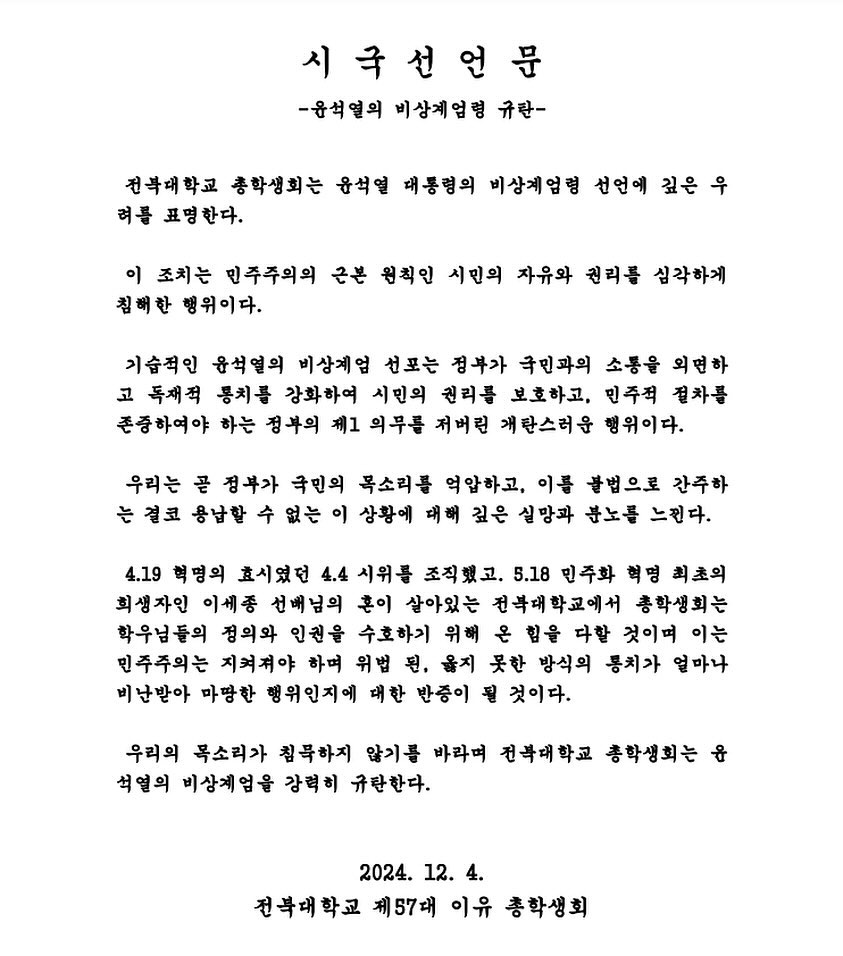 시 국 선 언 문
-윤석열의 비상계엄령 규탄-
전북대학교 총학생회는 윤석열 대통령의 비상계엄령 선언에 깊은 우
려를 표명한다.
이 조치는 민주주의의 근본 원칙인 시민의 자유와 권리를 심각하게
침해한 행위이다.
기습적인 윤석열의 비상계엄 선포는 정부가 국민과의 소통을 외면하
고 독재적 통치를 강화하여 시민의 권리를 보호하고, 민주적 절차를
존중하여야 하는 정부의 제1 의무를 저버린 개탄스러운 행위이다.
우리는 곧 정부가 국민의 목소리를 억압하고, 이를 불법으로 간주하
는 결코 용납할 수 없는 이 상황에 대해 깊은 실망과 분노를 느낀다.
4.19 혁명의 효시였던 4.4 시위를 조직했고. 5.18 민주화 혁명 최초의
희생자인 이세종 선배님의 혼이 살아있는 전북대학교에서 총학생회는
학우님들의 정의와 인권을 수호하기 위해 온 힘을 다할 것이며 이는
민주주의는 지켜져야 하며 위법 된, 옳지 못한 방식의 통치가 얼마나
비난받아 마땅한 행위인지에 대한 반증이 될 것이다.
우리의 목소리가 침묵하지 않기를 바라며 전북대학교 총학생회는 윤
석열의 비상계엄을 강력히 규탄한다.
2024. 12. 4.
전북대학교 제57대 이유 총학생회